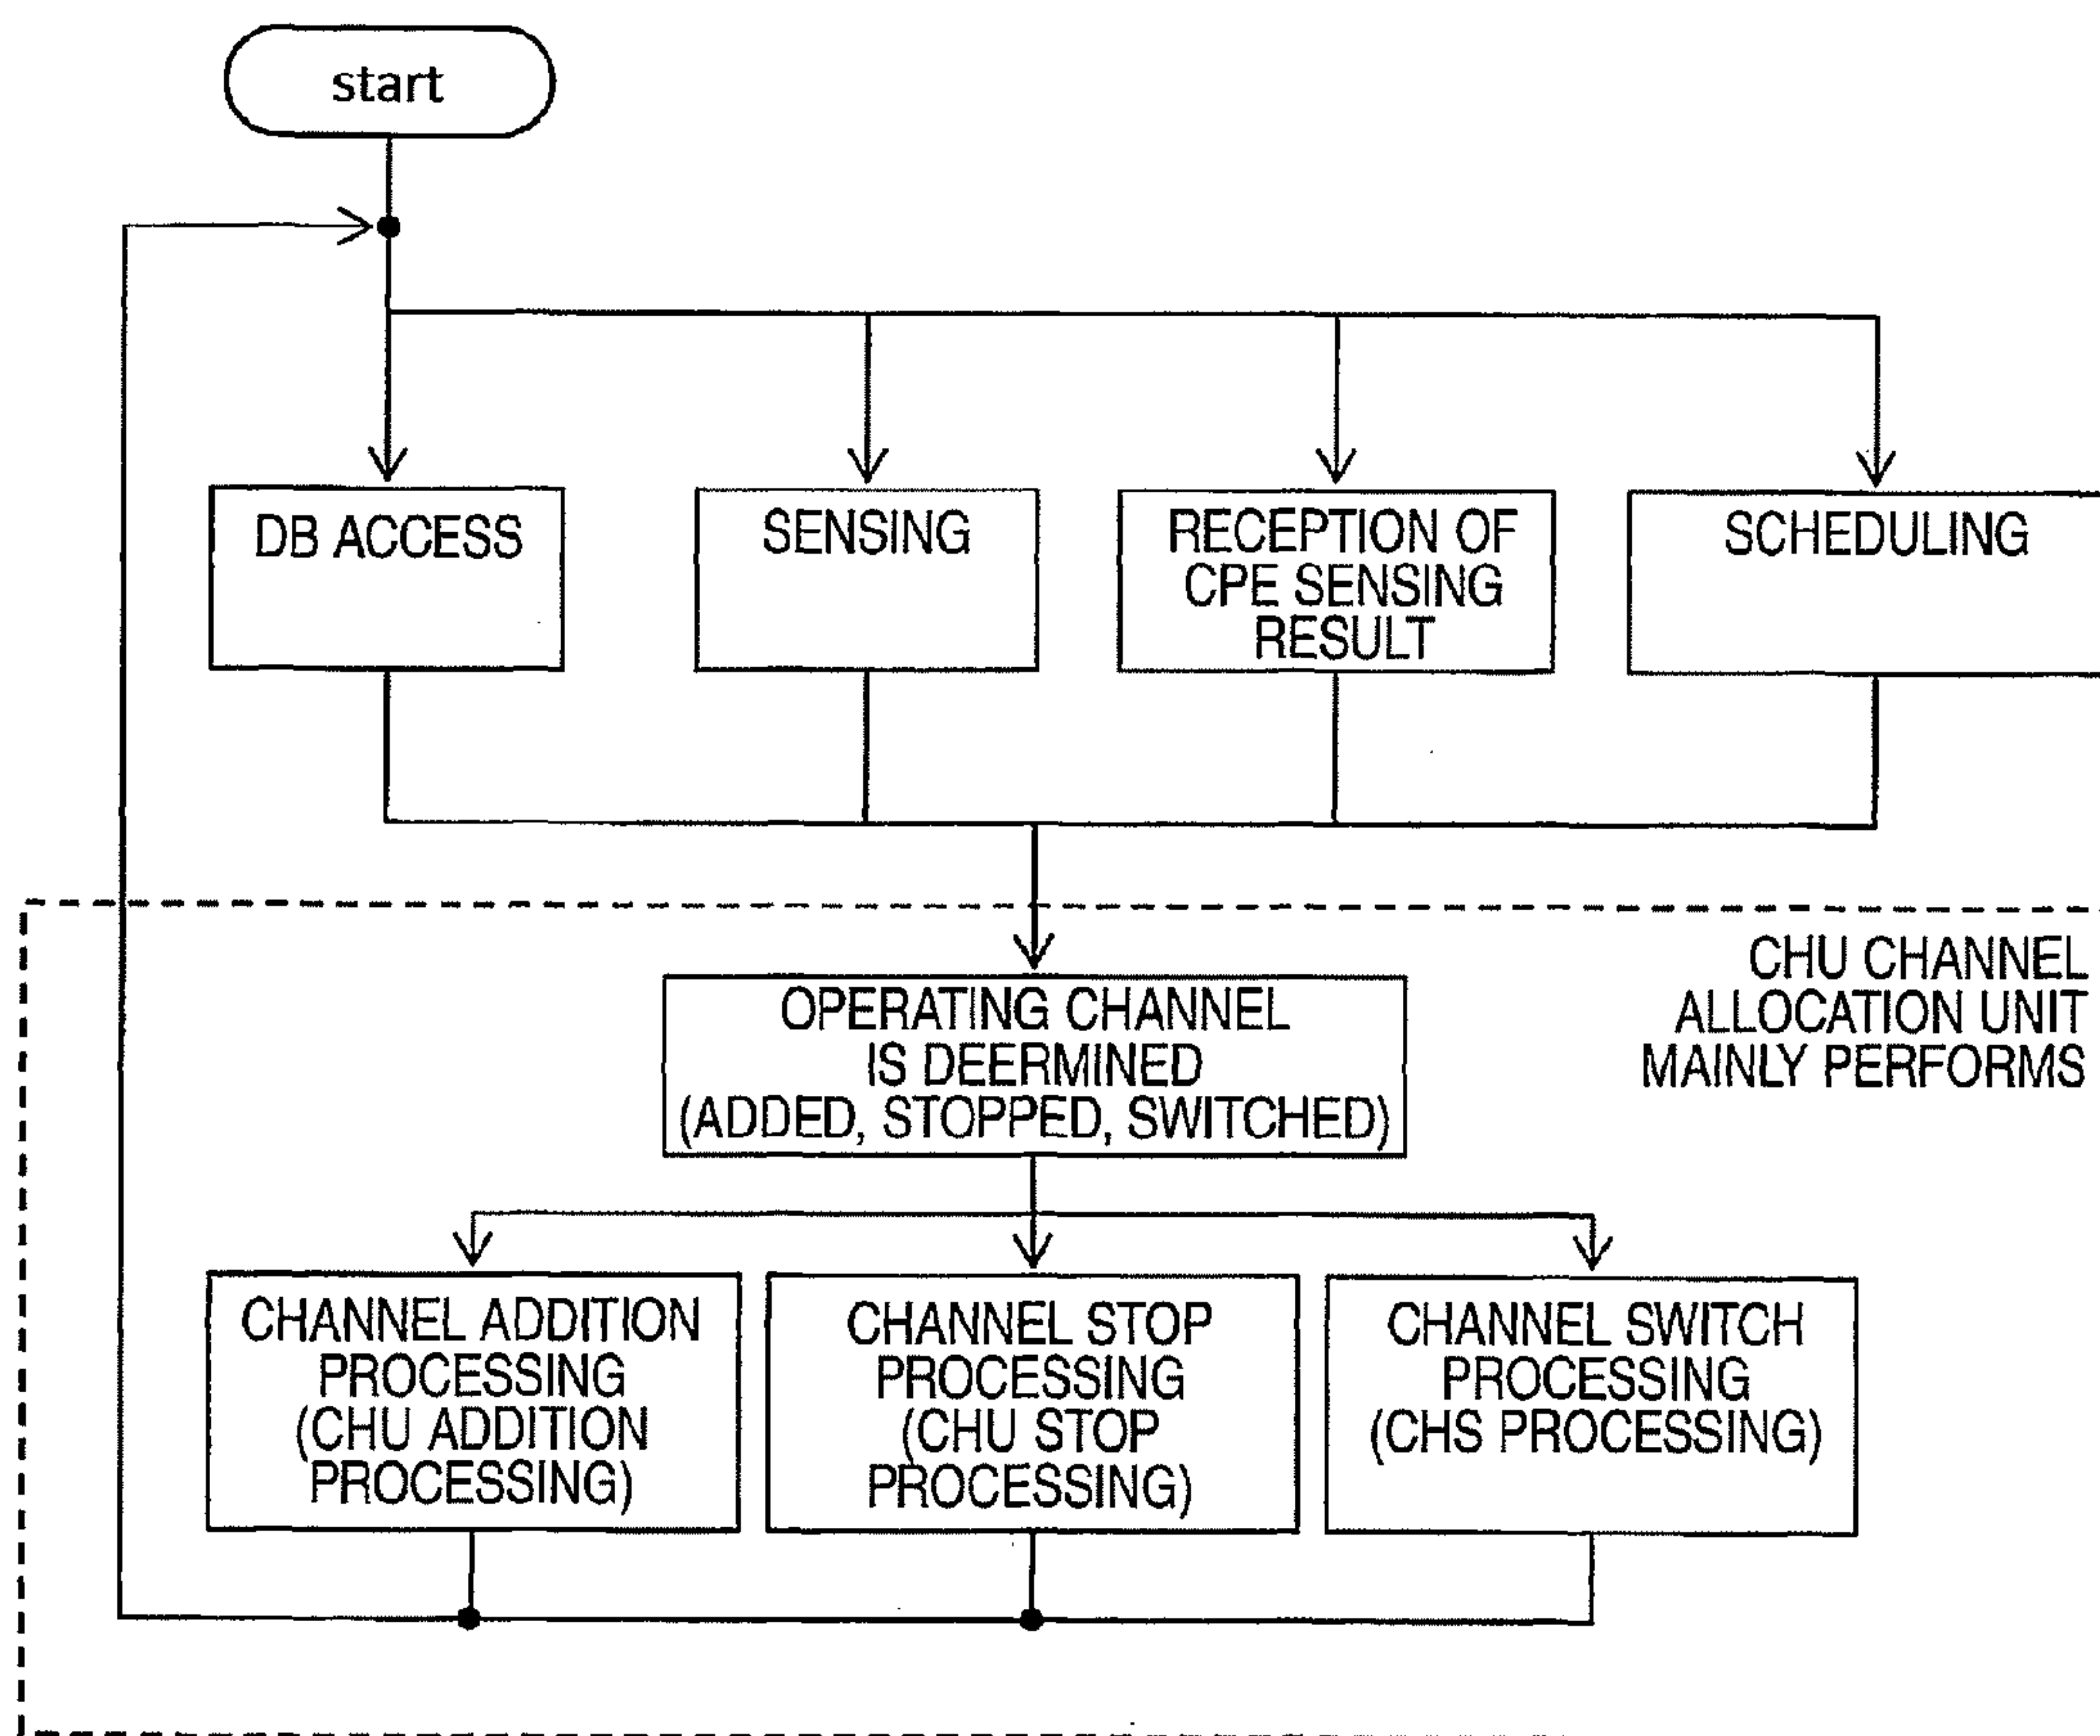 start
DB ACCESS
SENSING
RECEPTION OF
CPE SENSING
RESULT
SCHEDULING
CHU CHANNEL
ALLOCATION UNIT
MAINLY PERFORMS
OPERATING CHANNEL
IS DEERMINED
(ADDED, STOPPED, SWITCHED)
CHANNEL ADDITION
PROCESSING
(CHU ADDITION
PROCESSING)
CHANNEL STOP
PROCESSING
(CHU STOP
PROCESSING)
CHANNEL SWITCH
PROCESSING
(CHS PROCESSING)